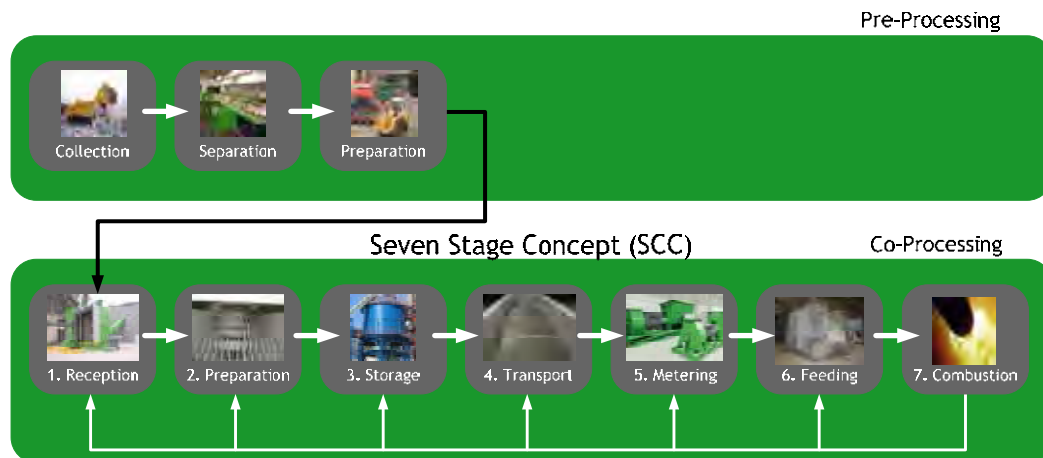 Pre-Processing
Collection
Separation
Preparation
Seven Stage Concept (SCC)
Co-Processing
1. Reception
2. Preparation
3. Storage
4. Transport
5. Metering
6. Feeding
7. Combustion